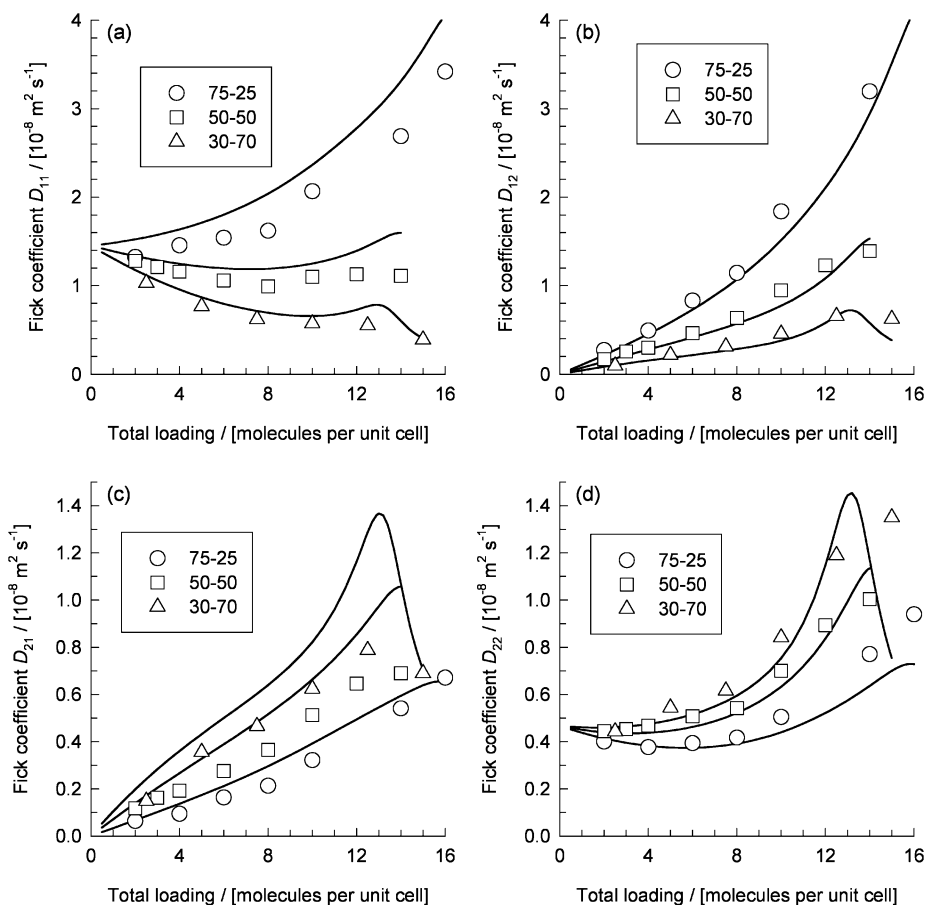 (a)
75-25
50-50
30-70
Fick coefficient D₁₁ / [10⁻⁸ m² s⁻¹]
4
3
2
1
0
0 4 8 12 16
Total loading / [molecules per unit cell]
(b)
75-25
50-50
30-70
Fick coefficient D₁₂ / [10⁻⁸ m² s⁻¹]
4
3
2
1
0
0 4 8 12 16
Total loading / [molecules per unit cell]
(c)
75-25
50-50
30-70
Fick coefficient D₂₁ / [10⁻⁸ m² s⁻¹]
1.4
1.2
1.0
0.8
0.6
0.4
0.2
0.0
0 4 8 12 16
Total loading / [molecules per unit cell]
(d)
75-25
50-50
30-70
Fick coefficient D₂₂ / [10⁻⁸ m² s⁻¹]
1.4
1.2
1.0
0.8
0.6
0.4
0.2
0.0
0 4 8 12 16
Total loading / [molecules per unit cell]